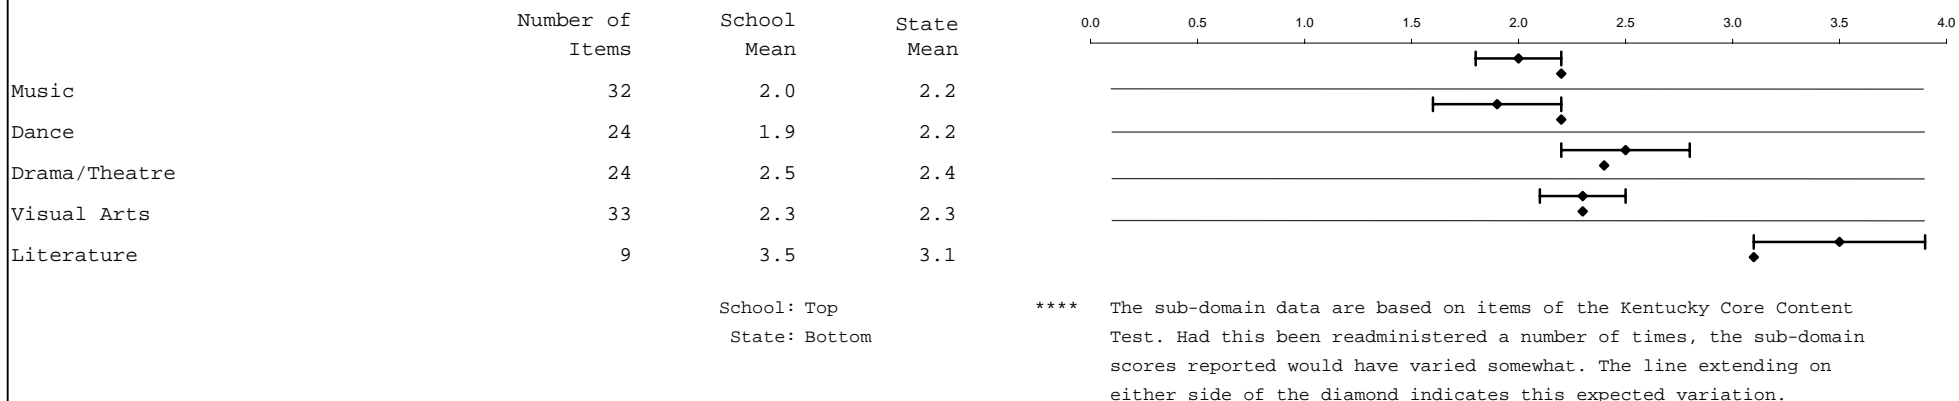 Number of School State
Items Mean Mean
0.0 0.5 1.0 1.5 2.0 2.5 3.0 3.5 4.0
Music 32 2.0 2.2
Dance 24 1.9 2.2
Drama/Theatre 24 2.5 2.4
Visual Arts 33 2.3 2.3
Literature 9 3.5 3.1
School: Top
State: Bottom
**** The sub-domain data are based on items of the Kentucky Core Content
Test. Had this been readministered a number of times, the sub-domain
scores reported would have varied somewhat. The line extending on
either side of the diamond indicates this expected variation.